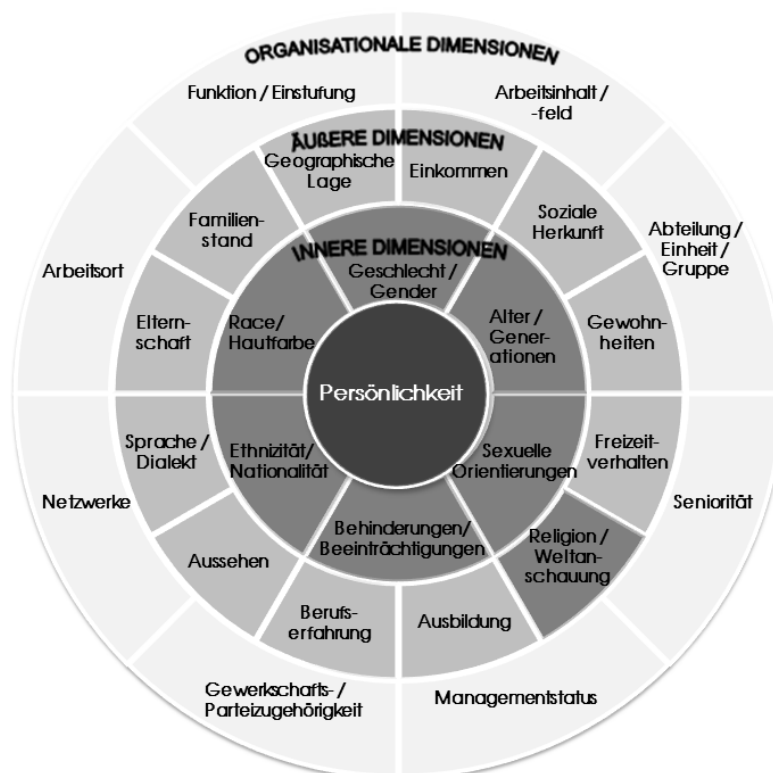 ORGANISATIONALE DIMENSIONEN
Funktion / Einstufung
Arbeitsinhalt /
-feld
Abteilung /
Einheit /
Gruppe
Seniorität
Managementstatus
Gewerkschafts- /
Parteizugehörigkeit
Netzwerke
Arbeitsort
ÄUßERE DIMENSIONEN
Geographische
Lage
Einkommen
Soziale
Herkunft
Gewohn-
heiten
Freizeit-
verhalten
Religion /
Weltan-
schauung
Ausbildung
Berufs-
erfahrung
Aussehen
Sprache /
Dialekt
Eltern-
schaft
Familien-
stand
INNERE DIMENSIONEN
Geschlecht /
Gender
Alter /
Gener-
ationen
Sexuelle
Orientierungen
Behinderungen/
Beeinträchtigungen
Ethnizität/
Nationalität
Race/
Hautfarbe
Persönlichkeit